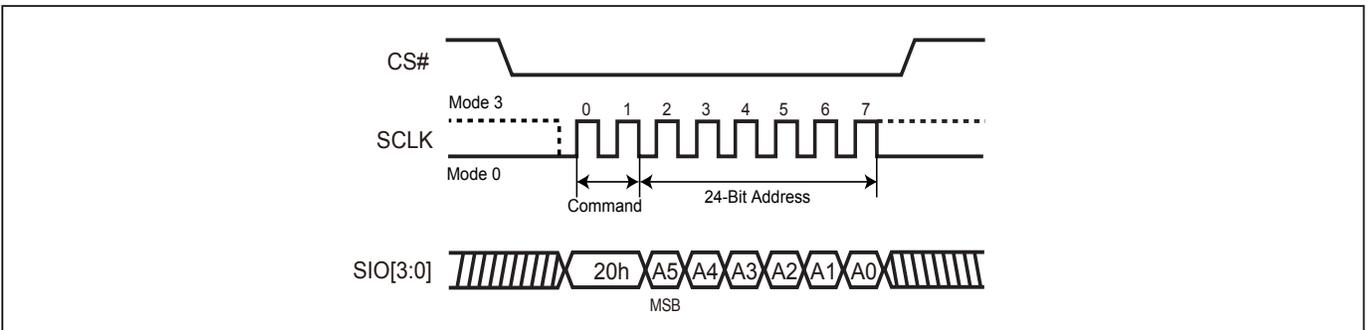 CS#
Mode 3
0 1 2 3 4 5 6 7
SCLK
Mode 0
Command
24-Bit Address
SIO[3:0]
20h A5 A4 A3 A2 A1 A0
MSB